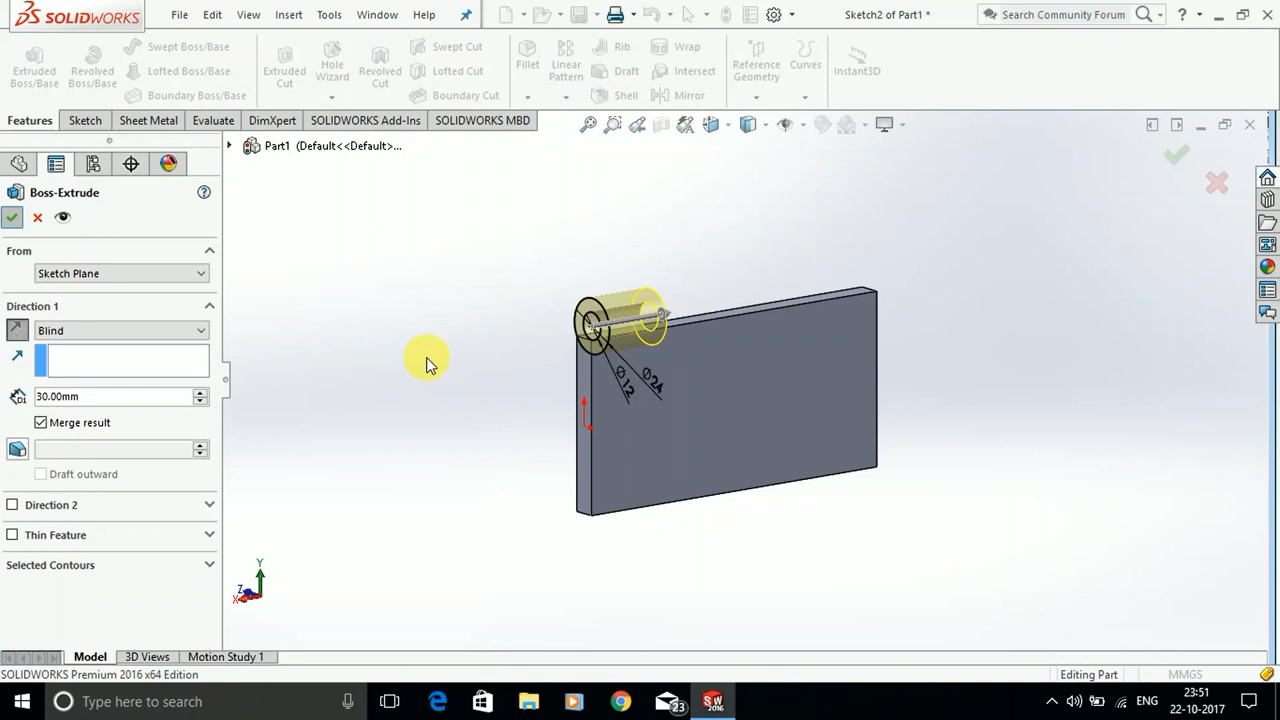 SOLIDWORKS
File Edit View Insert Tools Window Help
Sketch2 of Part1 *
Search Community Forum
Extruded Boss/Base
Revolved Boss/Base
Swept Boss/Base
Lofted Boss/Base
Boundary Boss/Base
Extruded Cut
Hole Wizard
Revolved Cut
Swept Cut
Lofted Cut
Boundary Cut
Fillet
Linear Pattern
Rib
Draft
Shell
Wrap
Intersect
Mirror
Reference Geometry
Curves
Instant3D
Features Sketch Sheet Metal Evaluate DimXpert SOLIDWORKS Add-Ins SOLIDWORKS MBD
Part1 (Default<<Default>...
Boss-Extrude
From
Sketch Plane
Direction 1
Blind
30.00mm
Merge result
Draft outward
Direction 2
Thin Feature
Selected Contours
Ø12
Ø24
Y
Z
X
Model 3D Views Motion Study 1
SOLIDWORKS Premium 2016 x64 Edition
Editing Part
MMGS
Type here to search
23
SW
2016
ENG
23:51
22-10-2017